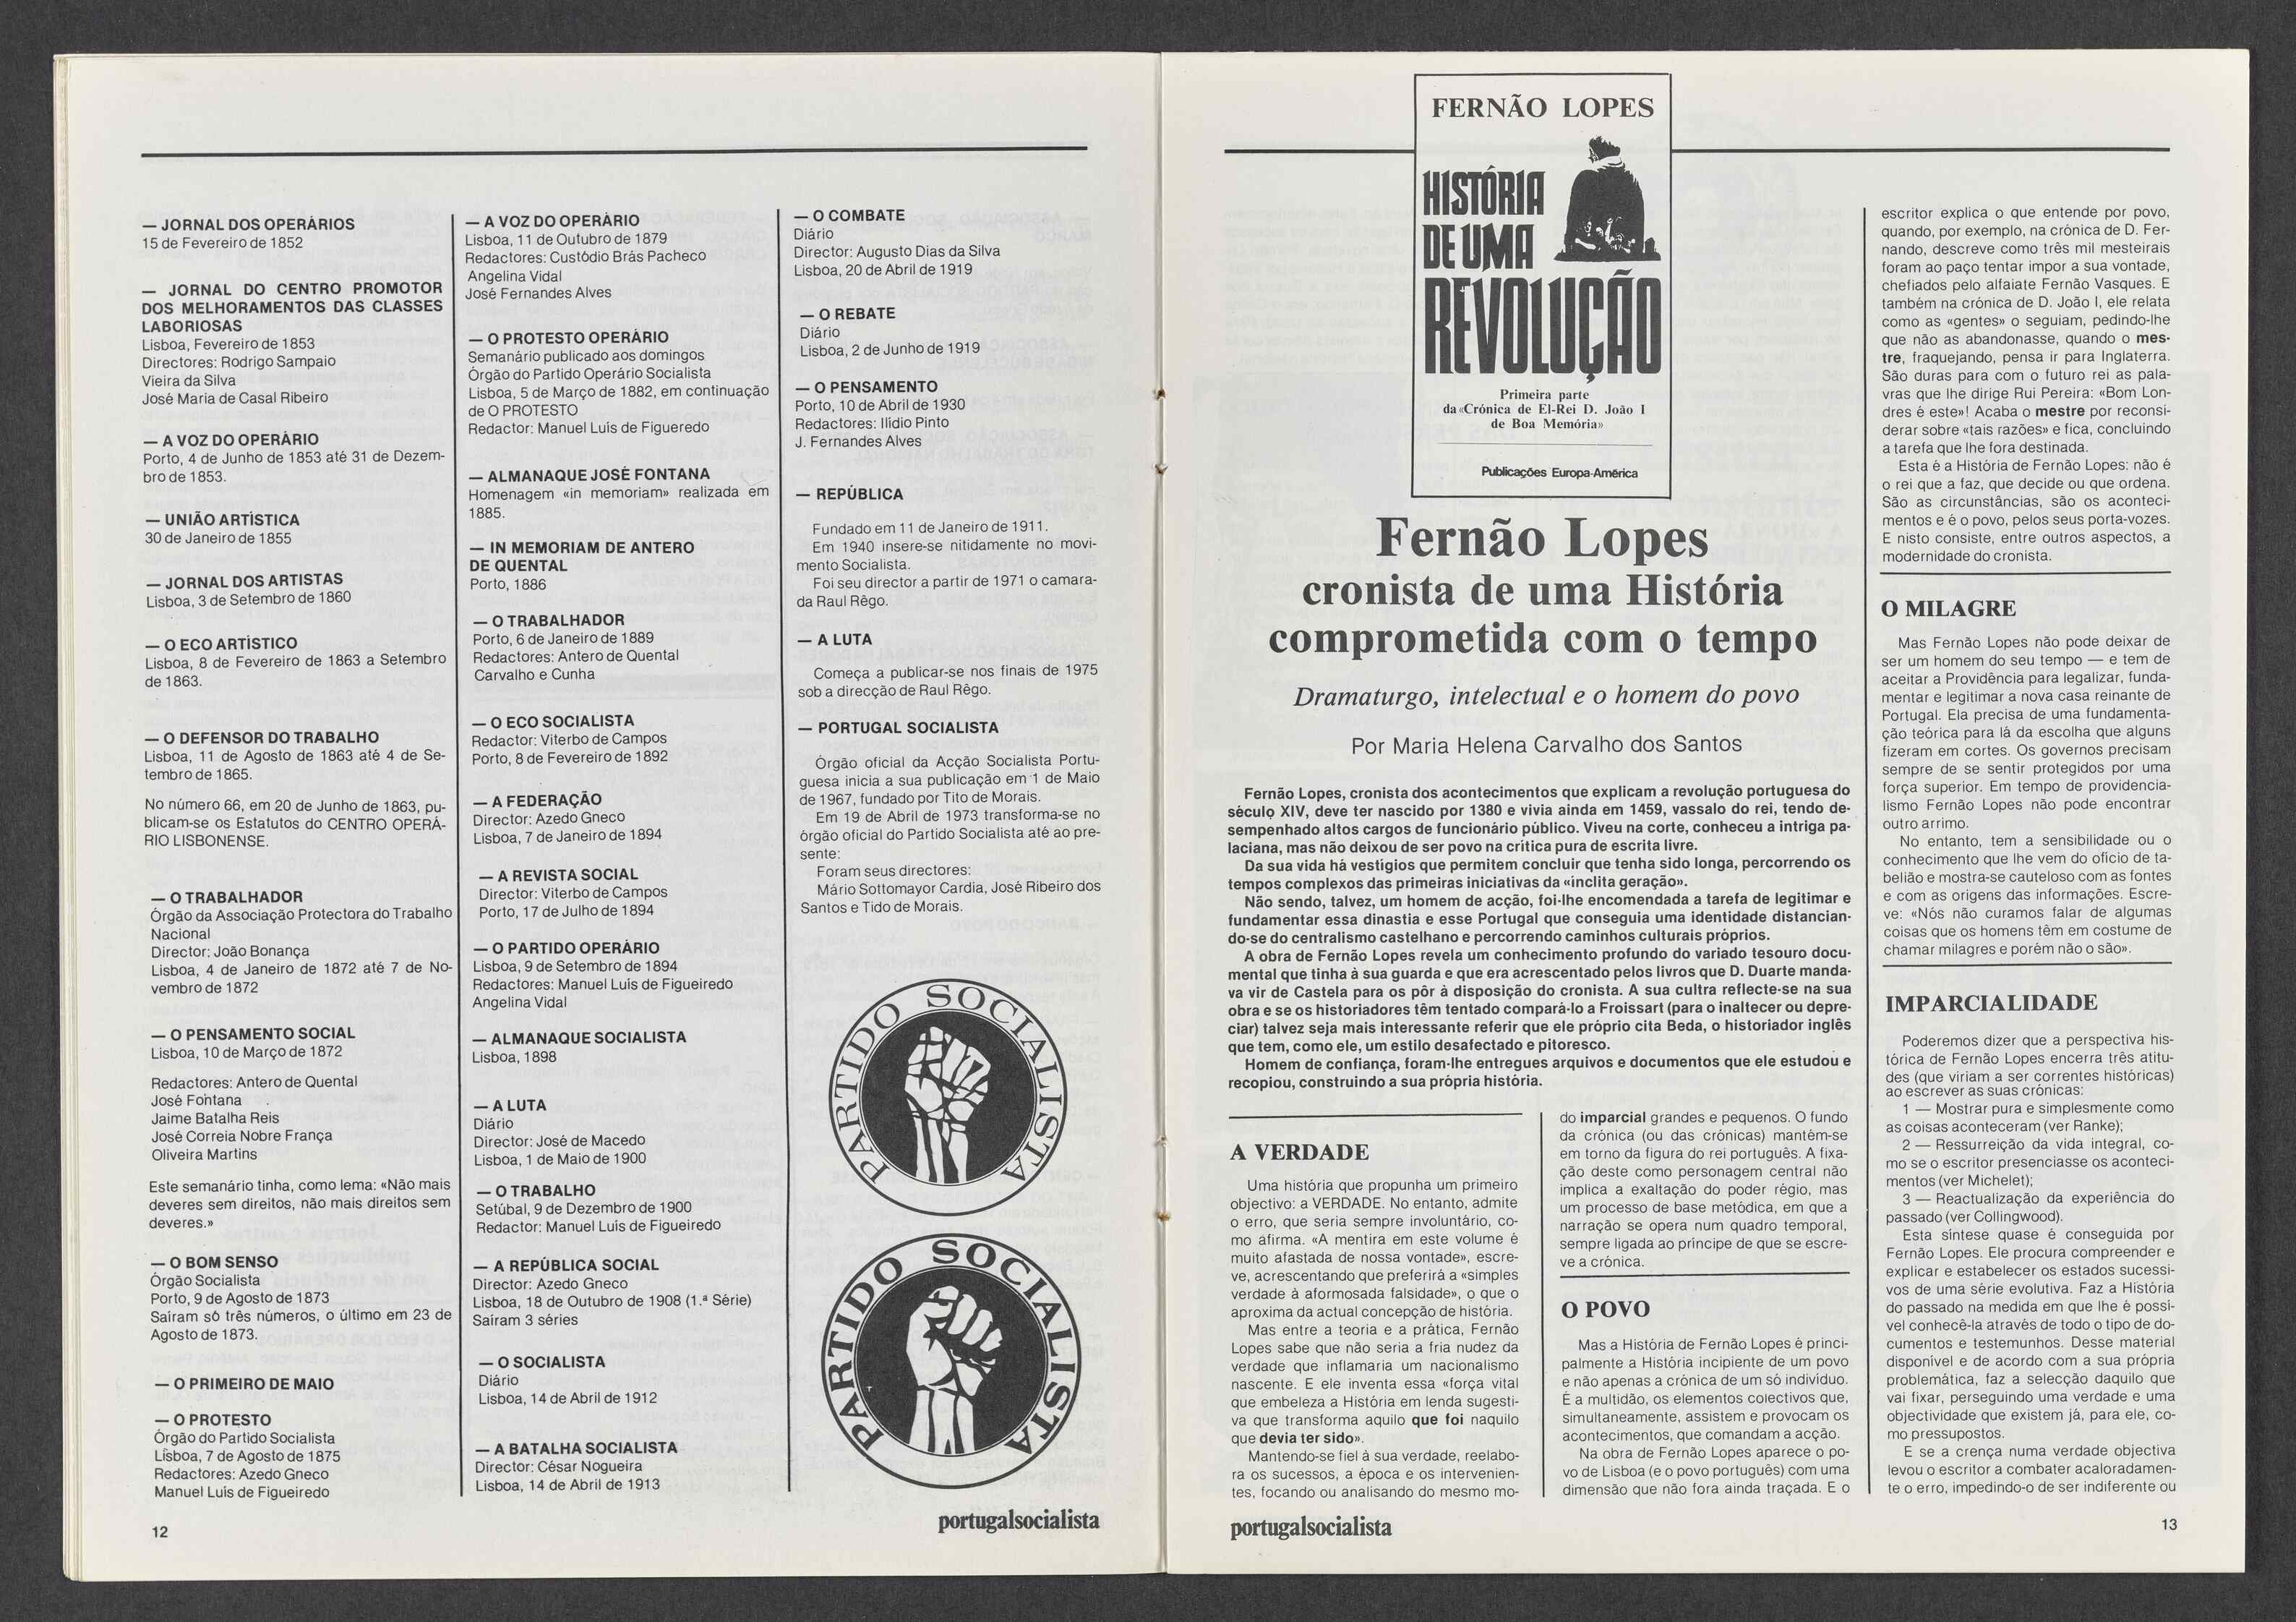 — JORNAL DOS OPERÁRIOS
15 de Fevereiro de 1852
— JORNAL DO CENTRO PROMOTOR
DOS MELHORAMENTOS DAS CLASSES
LABORIOSAS
Lisboa, Fevereiro de 1853
Directores: Rodrigo Sampaio
Vieira da Silva
José Maria de Casal Ribeiro
— A VOZ DO OPERÁRIO
Porto, 4 de Junho de 1853 até 31 de Dezem-
bro de 1853.
— UNIÃO ARTÍSTICA
30 de Janeiro de 1855
— JORNAL DOS ARTISTAS
Lisboa, 3 de Setembro de 1860
— O ECO ARTÍSTICO
Lisboa, 8 de Fevereiro de 1863 a Setembro
de 1863.
— O DEFENSOR DO TRABALHO
Lisboa, 11 de Agosto de 1863 até 4 de Se-
tembro de 1865.
No número 66, em 20 de Junho de 1863, pu-
blicam-se os Estatutos do CENTRO OPERÁ-
RIO LISBONENSE.
— O TRABALHADOR
Órgão da Associação Protectora do Trabalho
Nacional
Director: João Bonança
Lisboa, 4 de Janeiro de 1872 até 7 de No-
vembro de 1872
— O PENSAMENTO SOCIAL
Lisboa, 10 de Março de 1872
Redactores: Antero de Quental
José Fontana
Jaime Batalha Reis
José Correia Nobre França
Oliveira Martins
Este semanário tinha, como lema: «Não mais
deveres sem direitos, não mais direitos sem
deveres.»
— O BOM SENSO
Órgão Socialista
Porto, 9 de Agosto de 1873
Saíram só três números, o último em 23 de
Agosto de 1873.
— O PRIMEIRO DE MAIO
— O PROTESTO
Órgão do Partido Socialista
Lisboa, 7 de Agosto de 1875
Redactores: Azedo Gneco
Manuel Luis de Figueiredo
12
— A VOZ DO OPERÁRIO
Lisboa, 11 de Outubro de 1879
Redactores: Custódio Brás Pacheco
Angelina Vidal
José Fernandes Alves
— O PROTESTO OPERÁRIO
Semanário publicado aos domingos
Órgão do Partido Operário Socialista
Lisboa, 5 de Março de 1882, em continuação
de O PROTESTO
Redactor: Manuel Luís de Figueredo
— ALMANAQUE JOSÉ FONTANA
Homenagem «in memoriam» realizada em
1885.
— IN MEMORIAM DE ANTERO
DE QUENTAL
Porto, 1886
— O TRABALHADOR
Porto, 6 de Janeiro de 1889
Redactores: Antero de Quental
Carvalho e Cunha
— O ECO SOCIALISTA
Redactor: Viterbo de Campos
Porto, 8 de Fevereiro de 1892
— A FEDERAÇÃO
Director: Azedo Gneco
Lisboa, 7 de Janeiro de 1894
— A REVISTA SOCIAL
Director: Viterbo de Campos
Porto, 17 de Julho de 1894
— O PARTIDO OPERÁRIO
Lisboa, 9 de Setembro de 1894
Redactores: Manuel Luis de Figueiredo
Angelina Vidal
— ALMANAQUE SOCIALISTA
Lisboa, 1898
— A LUTA
Diário
Director: José de Macedo
Lisboa, 1 de Maio de 1900
— O TRABALHO
Setúbal, 9 de Dezembro de 1900
Redactor: Manuel Luis de Figueiredo
— A REPÚBLICA SOCIAL
Director: Azedo Gneco
Lisboa, 18 de Outubro de 1908 (1.ª Série)
Saíram 3 séries
— O SOCIALISTA
Diário
Lisboa, 14 de Abril de 1912
— A BATALHA SOCIALISTA
Director: César Nogueira
Lisboa, 14 de Abril de 1913
— O COMBATE
Diário
Director: Augusto Dias da Silva
Lisboa, 20 de Abril de 1919
— O REBATE
Diário
Lisboa, 2 de Junho de 1919
— O PENSAMENTO
Porto, 10 de Abril de 1930
Redactores: Ilídio Pinto
J. Fernandes Alves
— REPÚBLICA
Fundado em 11 de Janeiro de 1911.
Em 1940 insere-se nitidamente no movi-
mento Socialista.
Foi seu director a partir de 1971 o camara-
da Raul Rêgo.
— A LUTA
Começa a publicar-se nos finais de 1975
sob a direcção de Raul Rêgo.
— PORTUGAL SOCIALISTA
Órgão oficial da Acção Socialista Portu-
guesa inicia a sua publicação em 1 de Maio
de 1967, fundado por Tito de Morais.
Em 19 de Abril de 1973 transforma-se no
órgão oficial do Partido Socialista até ao pre-
sente:
Foram seus directores:
Mário Sottomayor Cardia, José Ribeiro dos
Santos e Tido de Morais.
PARTIDO SOCIALISTA
PARTIDO SOCIALISTA
portugalsocialista
FERNÃO LOPES
HISTÓRIA
DE UMA
REVOLUÇÃO
Primeira parte
da «Crónica de El-Rei D. João I
de Boa Memória»
Publicações Europa-América
Fernão Lopes
cronista de uma História
comprometida com o tempo
Dramaturgo, intelectual e o homem do povo
Por Maria Helena Carvalho dos Santos
Fernão Lopes, cronista dos acontecimentos que explicam a revolução portuguesa do
século XIV, deve ter nascido por 1380 e vivia ainda em 1459, vassalo do rei, tendo de-
sempenhado altos cargos de funcionário público. Viveu na corte, conheceu a intriga pa-
laciana, mas não deixou de ser povo na crítica pura de escrita livre.
Da sua vida há vestígios que permitem concluir que tenha sido longa, percorrendo os
tempos complexos das primeiras iniciativas da «ínclita geração».
Não sendo, talvez, um homem de acção, foi-lhe encomendada a tarefa de legitimar e
fundamentar essa dinastia e esse Portugal que conseguia uma identidade distancian-
do-se do centralismo castelhano e percorrendo caminhos culturais próprios.
A obra de Fernão Lopes revela um conhecimento profundo do variado tesouro docu-
mental que tinha à sua guarda e que era acrescentado pelos livros que D. Duarte manda-
va vir de Castela para os pôr à disposição do cronista. A sua cultra reflecte-se na sua
obra e se os historiadores têm tentado compará-lo a Froissart (para o inaltecer ou depre-
ciar) talvez seja mais interessante referir que ele próprio cita Beda, o historiador inglês
que tem, como ele, um estilo desafectado e pitoresco.
Homem de confiança, foram-lhe entregues arquivos e documentos que ele estudou e
recopiou, construindo a sua própria história.
A VERDADE
Uma história que propunha um primeiro
objectivo: a VERDADE. No entanto, admite
o erro, que seria sempre involuntário, co-
mo afirma. «A mentira em este volume é
muito afastada de nossa vontade», escre-
ve, acrescentando que preferirá a «simples
verdade à aformosada falsidade», o que o
aproxima da actual concepção de história.
Mas entre a teoria e a prática, Fernão
Lopes sabe que não seria a fria nudez da
verdade que inflamaria um nacionalismo
nascente. E ele inventa essa «força vital
que embeleza a História em lenda sugesti-
va que transforma aquilo que foi naquilo
que devia ter sido».
Mantendo-se fiel à sua verdade, reelabo-
ra os sucessos, a época e os intervenien-
tes, focando ou analisando do mesmo mo-
do imparcial grandes e pequenos. O fundo
da crónica (ou das crónicas) mantém-se
em torno da figura do rei português. A fixa-
ção deste como personagem central não
implica a exaltação do poder régio, mas
um processo de base metódica, em que a
narração se opera num quadro temporal,
sempre ligada ao príncipe de que se escre-
ve a crónica.
O POVO
Mas a História de Fernão Lopes é princi-
palmente a História incipiente de um povo
e não apenas a crónica de um só indivíduo.
É a multidão, os elementos colectivos que,
simultaneamente, assistem e provocam os
acontecimentos, que comandam a acção.
Na obra de Fernão Lopes aparece o po-
vo de Lisboa (e o povo português) com uma
dimensão que não fora ainda traçada. E o
escritor explica o que entende por povo,
quando, por exemplo, na crónica de D. Fer-
nando, descreve como três mil mesteirais
foram ao paço tentar impor a sua vontade,
chefiados pelo alfaiate Fernão Vasques. E
também na crónica de D. João I, ele relata
como as «gentes» o seguiam, pedindo-lhe
que não as abandonasse, quando o mes-
tre, fraquejando, pensa ir para Inglaterra.
São duras para com o futuro rei as pala-
vras que lhe dirige Rui Pereira: «Bom Lon-
dres é este»! Acaba o mestre por reconsi-
derar sobre «tais razões» e fica, concluindo
a tarefa que lhe fora destinada.
Esta é a História de Fernão Lopes: não é
o rei que a faz, que decide ou que ordena.
São as circunstâncias, são os aconteci-
mentos e é o povo, pelos seus porta-vozes.
E nisto consiste, entre outros aspectos, a
modernidade do cronista.
O MILAGRE
Mas Fernão Lopes não pode deixar de
ser um homem do seu tempo — e tem de
aceitar a Providência para legalizar, funda-
mentar e legitimar a nova casa reinante de
Portugal. Ela precisa de uma fundamenta-
ção teórica para lá da escolha que alguns
fizeram em cortes. Os governos precisam
sempre de se sentir protegidos por uma
força superior. Em tempo de providencia-
lismo Fernão Lopes não pode encontrar
outro arrimo.
No entanto, tem a sensibilidade ou o
conhecimento que lhe vem do ofício de ta-
belião e mostra-se cauteloso com as fontes
e com as origens das informações. Escre-
ve: «Nós não curamos falar de algumas
coisas que os homens têm em costume de
chamar milagres e porém não o são».
IMPARCIALIDADE
Poderemos dizer que a perspectiva his-
tórica de Fernão Lopes encerra três atitu-
des (que viriam a ser correntes históricas)
ao escrever as suas crónicas:
1 — Mostrar pura e simplesmente como
as coisas aconteceram (ver Ranke);
2 — Ressurreição da vida integral, co-
mo se o escritor presenciasse os aconteci-
mentos (ver Michelet);
3 — Reactualização da experiência do
passado (ver Collingwood).
Esta síntese quase é conseguida por
Fernão Lopes. Ele procura compreender e
explicar e estabelecer os estados sucessi-
vos de uma série evolutiva. Faz a História
do passado na medida em que lhe é possí-
vel conhecê-la através de todo o tipo de do-
cumentos e testemunhos. Desse material
disponível e de acordo com a sua própria
problemática, faz a selecção daquilo que
vai fixar, perseguindo uma verdade e uma
objectividade que existem já, para ele, co-
mo pressupostos.
E se a crença numa verdade objectiva
levou o escritor a combater acaloradamen-
te o erro, impedindo-o de ser indiferente ou
portugalsocialista
13